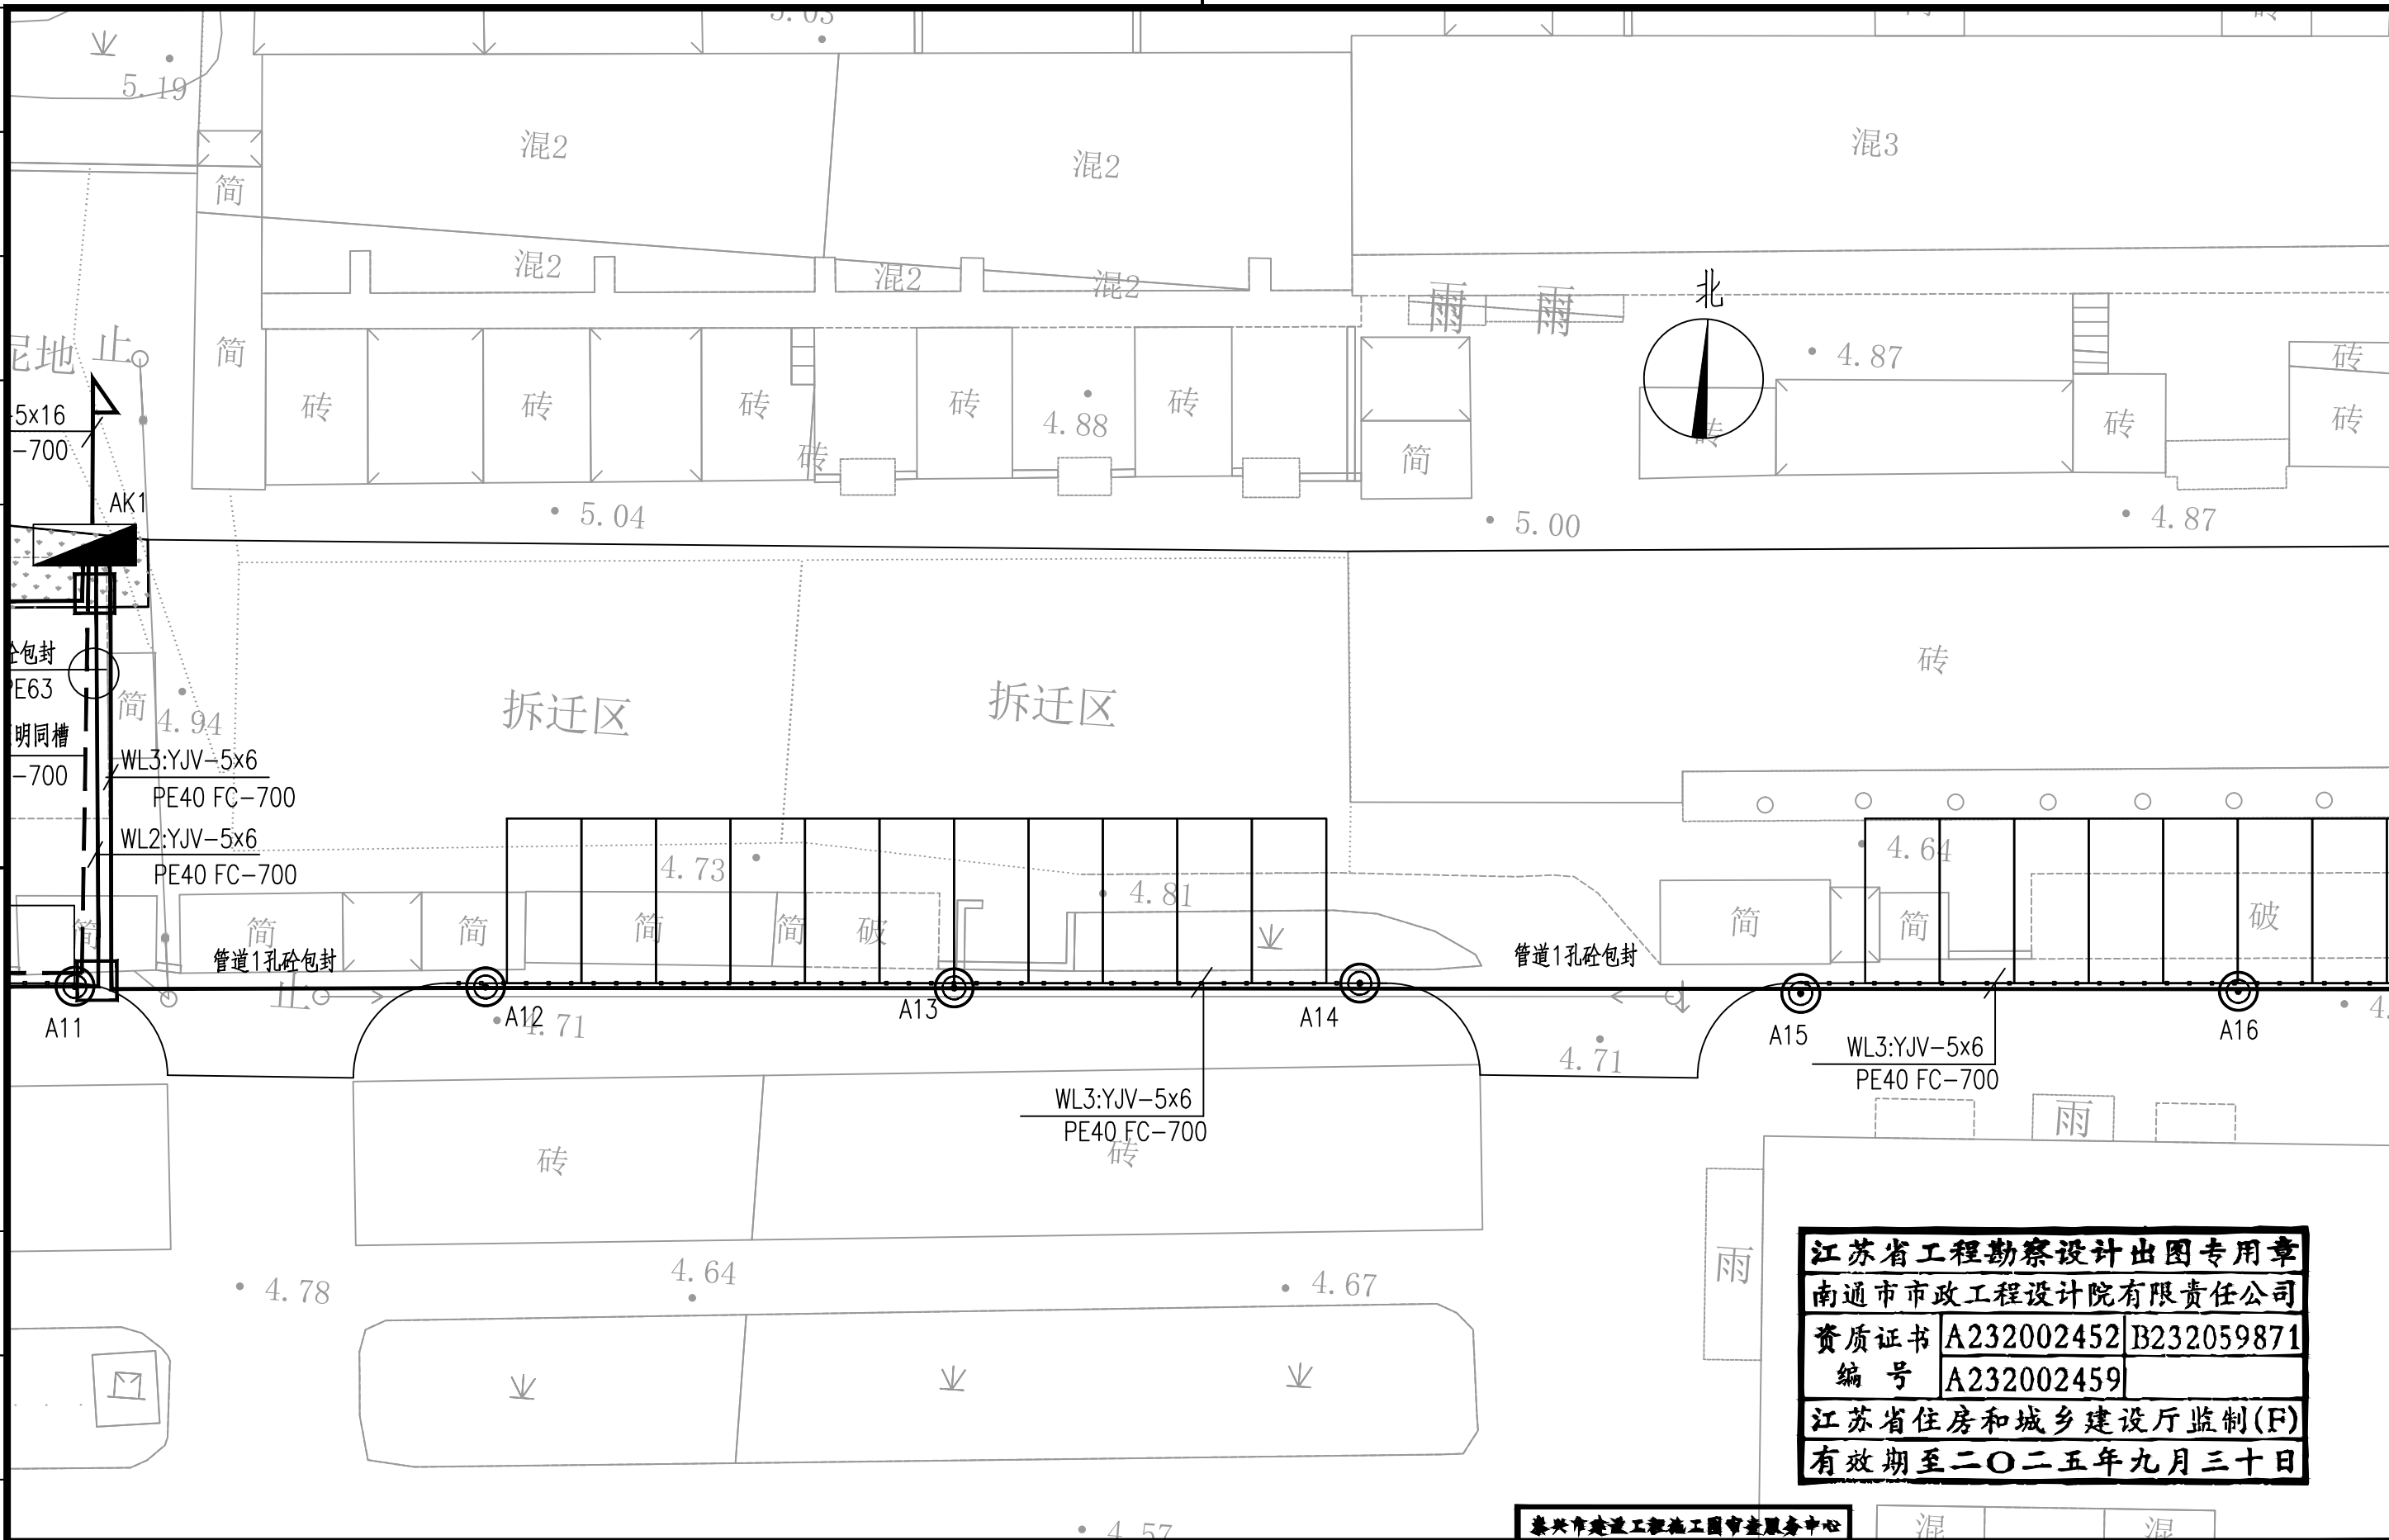 5.03
5.19
混2
混2
混3
简
混2
混2
混2
雨
雨
北
简
泥地
止
4.87
砖
砖
砖
砖
砖
砖
4.88
简
砖
砖
砖
砖
-5x16
-700
AK1
5.04
5.00
4.87
砼包封
PE63
明同槽
-700
简
4.94
拆迁区
拆迁区
砖
WL3:YJV-5x6
PE40 FC-700
WL2:YJV-5x6
PE40 FC-700
4.73
4.81
4.64
简
简
简
简
简
破
简
简
破
管道1孔砼包封
管道1孔砼包封
止
A11
A12
4.71
A13
A14
A15
A16
4.71
WL3:YJV-5x6
PE40 FC-700
WL3:YJV-5x6
PE40 FC-700
砖
砖
雨
雨
4.78
4.64
4.67
江苏省工程勘察设计出图专用章
南通市市政工程设计院有限责任公司
资质证书
编 号
A232002452
B232059871
A232002459
江苏省住房和城乡建设厅监制(F)
有效期至二〇二五年九月三十日
4.57
泰兴市建设工程施工图审查服务中心
混
混